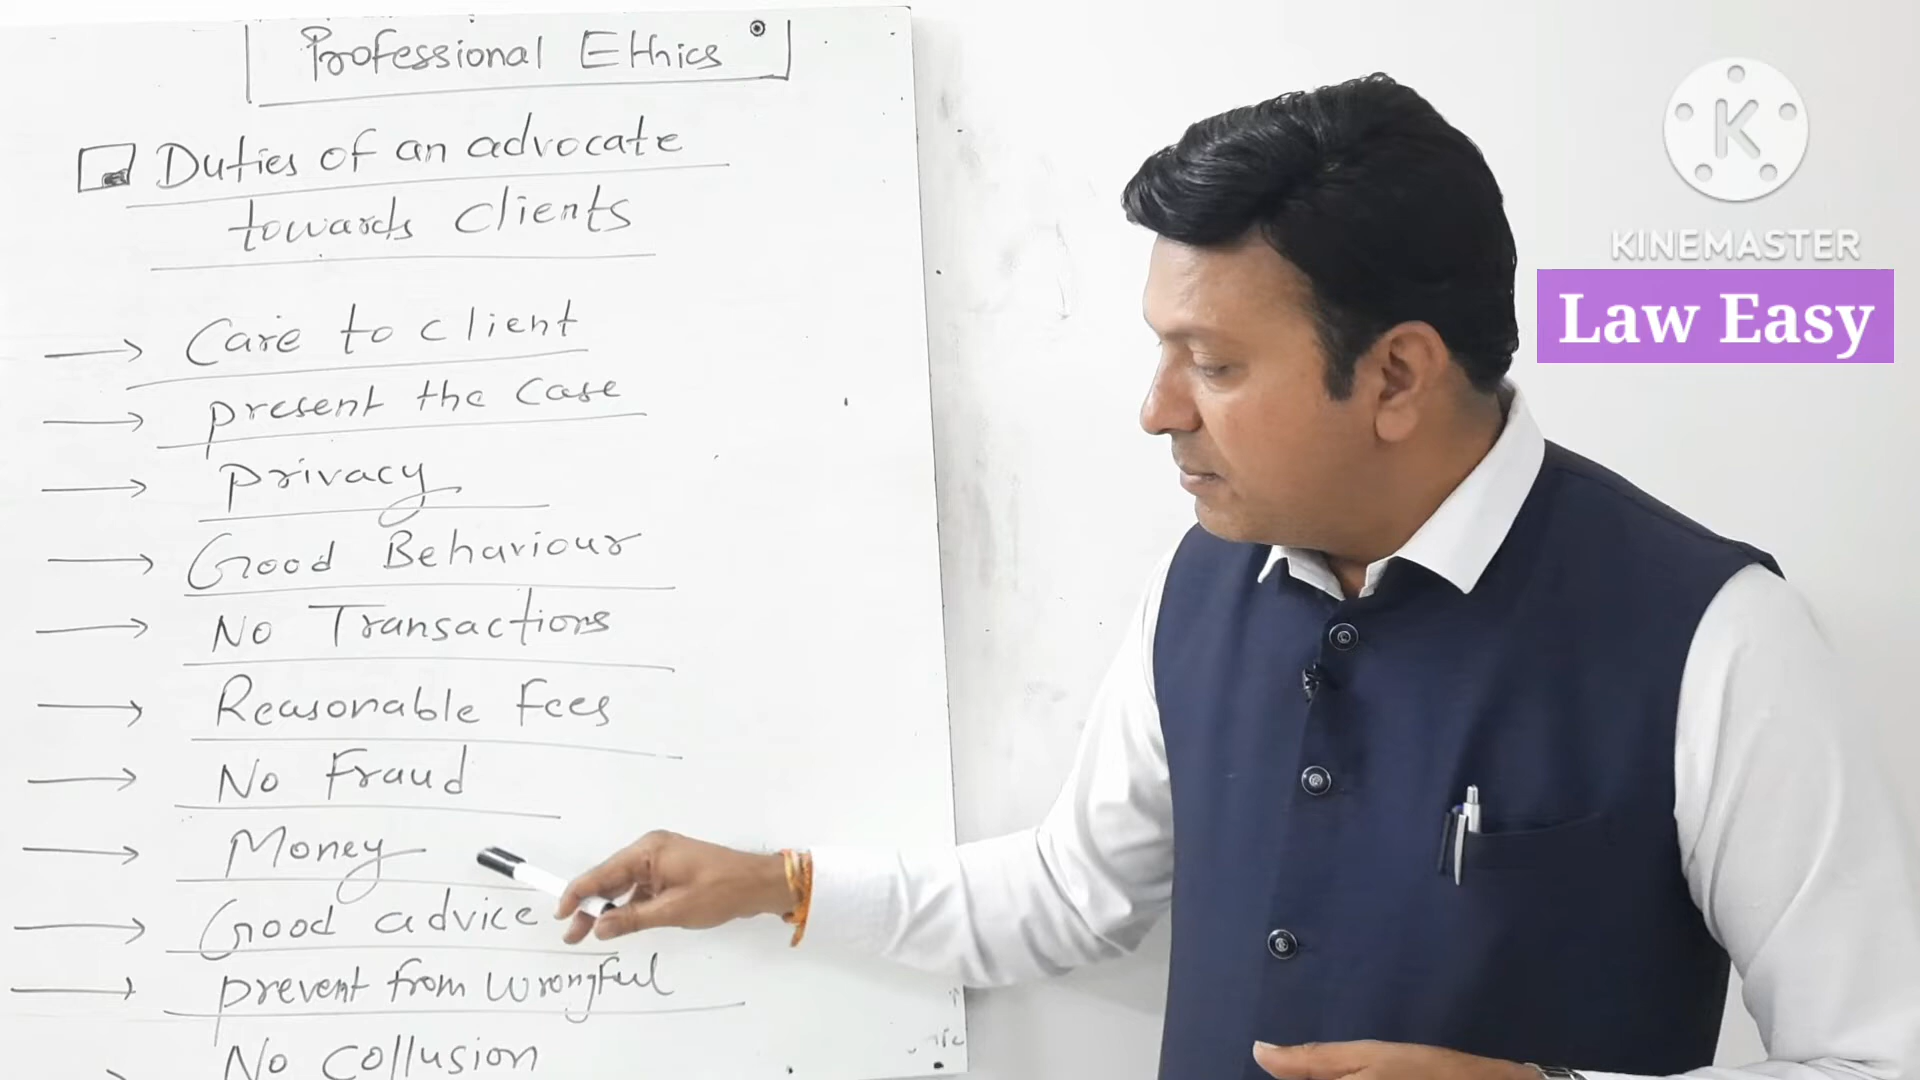 Professional Ethics
Duties of an advocate
towards clients
Care to client
present the case
privacy
Good Behaviour
No Transactions
Reasonable Fees
No Fraud
Money
Good advice
prevent from wrongful
No collusion
K
KINEMASTER
Law Easy